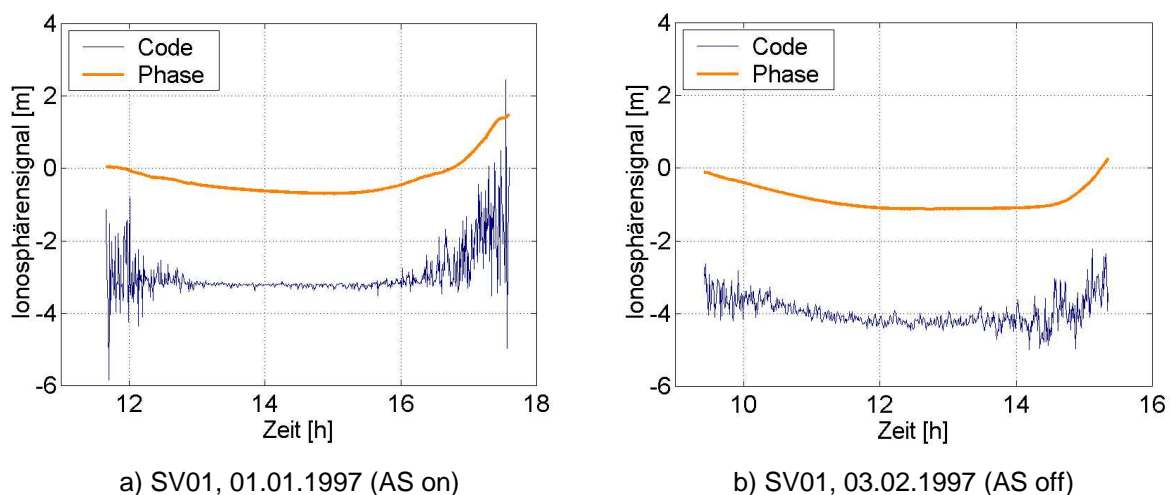 4
2
0
-2
-4
-6
Ionosphärensignal [m]
Code
Phase
12
14
16
18
Zeit [h]
a) SV01, 01.01.1997 (AS on)
4
2
0
-2
-4
-6
Ionosphärensignal [m]
Code
Phase
10
12
14
16
Zeit [h]
b) SV01, 03.02.1997 (AS off)